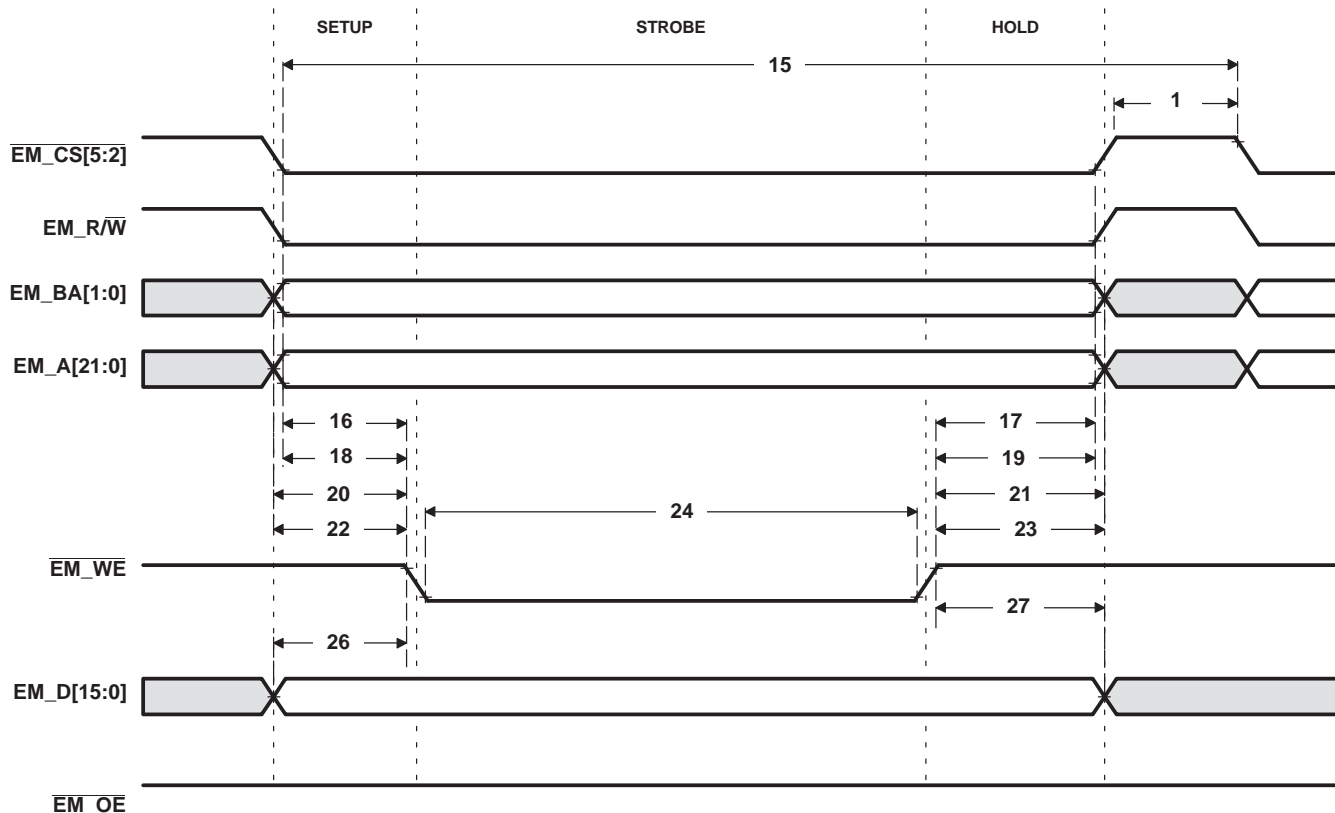 SETUP STROBE HOLD
15
1
EM_CS[5:2]
EM_R/W
EM_BA[1:0]
EM_A[21:0]
16 17
18 19
20 21
24
22 23
EM_WE
27
26
EM_D[15:0]
EM_OE